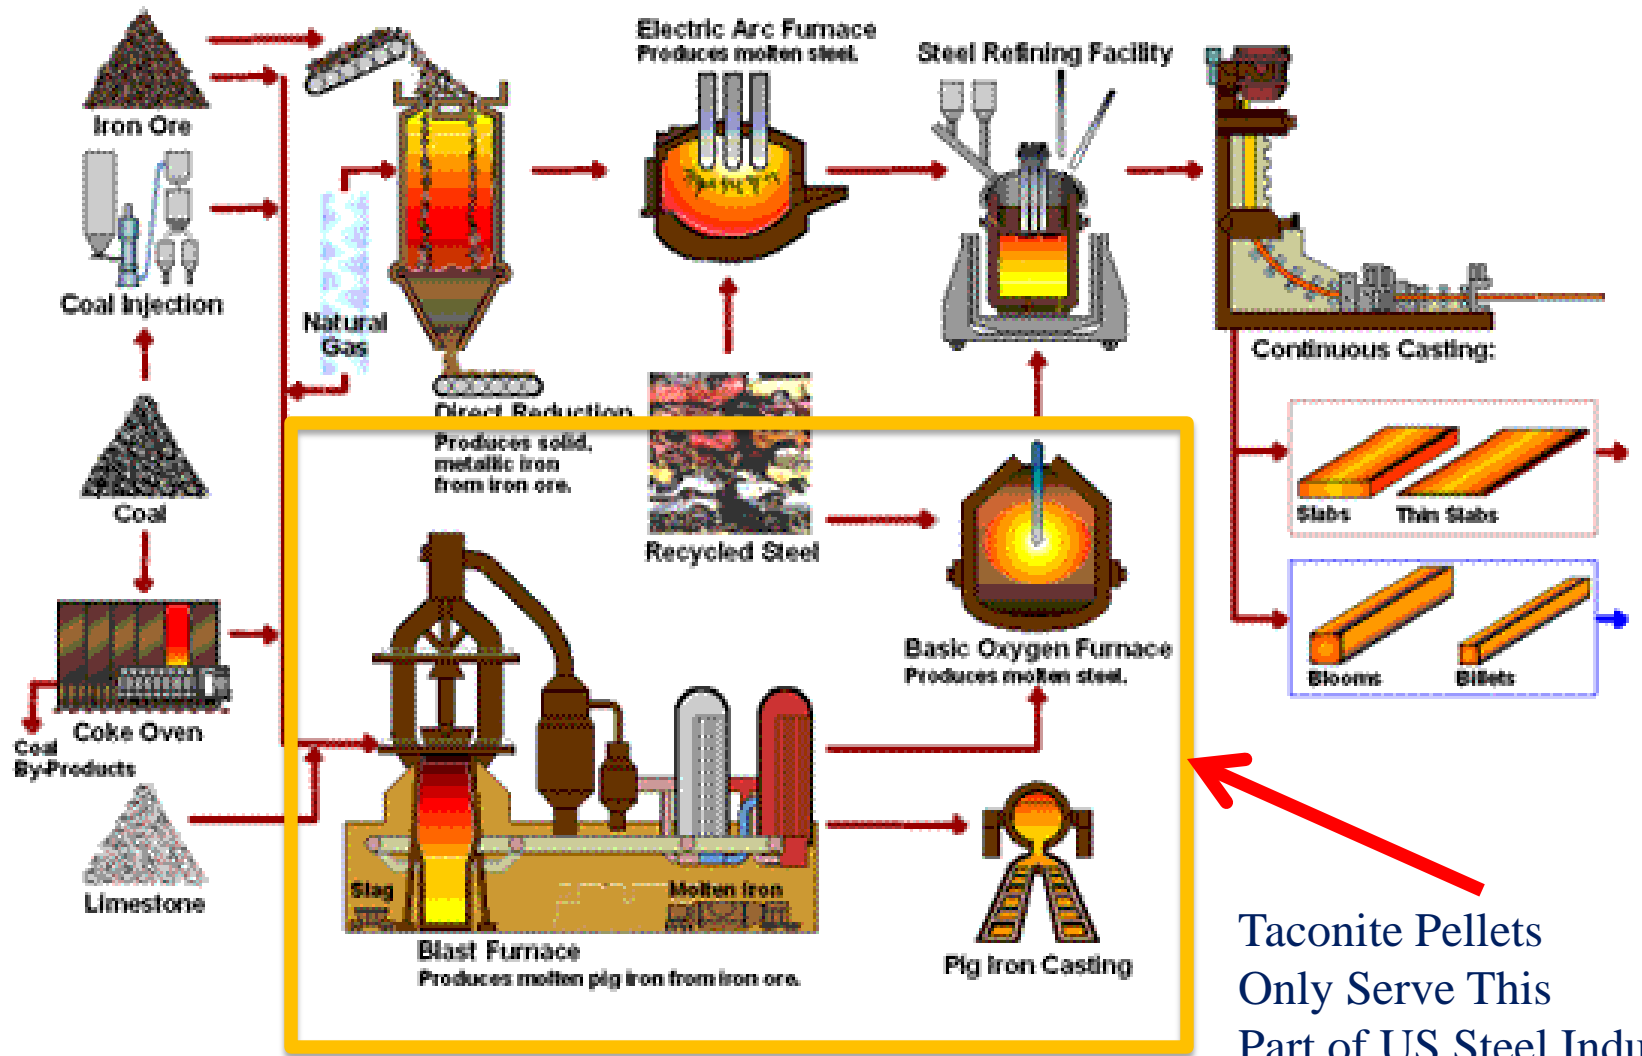 Electric Arc Furnace
Produces molten steel.
Steel Refining Facility
Iron Ore
Coal Injection
Natural
Gas
Continuous Casting:
Direct Reduction
Produces solid,
metallic iron
from iron ore.
Coal
Slabs
Thin Slabs
Recycled Steel
Basic Oxygen Furnace
Produces molten steel.
Blooms
Billets
Coke Oven
Coal
By-Products
Slag
Molten Iron
Limestone
Blast Furnace
Produces molten pig iron from iron ore.
Pig Iron Casting
Taconite Pellets
Only Serve This
Part of US Steel Indu